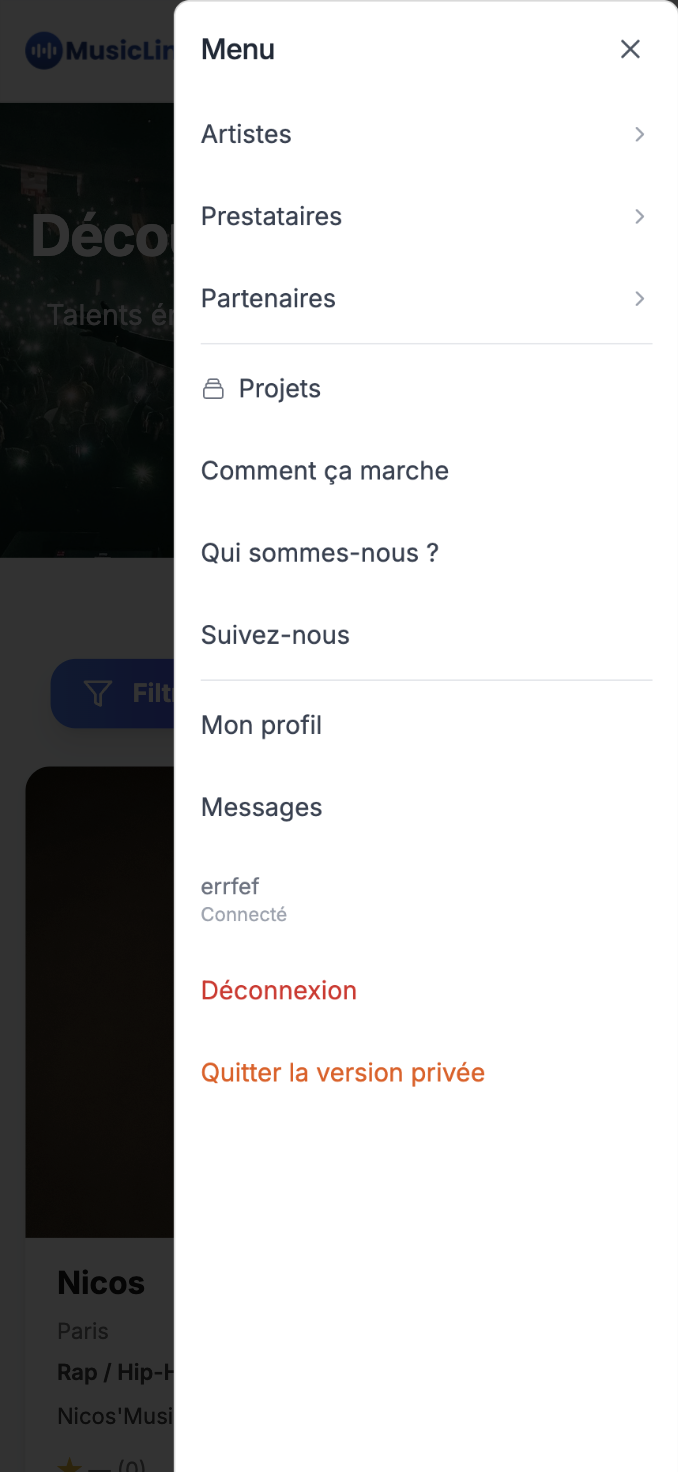 MusicLin
Menu
Artistes
Prestataires
Partenaires
Projets
Comment ça marche
Qui sommes-nous ?
Suivez-nous
Mon profil
Messages
errfef
Connecté
Déconnexion
Quitter la version privée
Décou
Talents ér
Filtr
Nicos
Paris
Rap / Hip-H
Nicos'Musi
— (0)